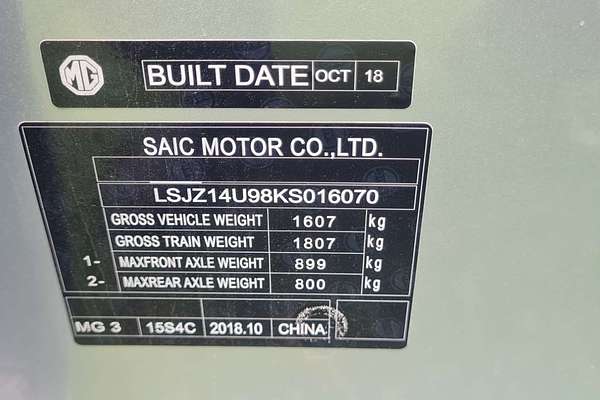 MG BUILT DATE OCT 18
SAIC MOTOR CO.,LTD.
LSJZ14U98KS016070
GROSS VEHICLE WEIGHT 1607 kg
GROSS TRAIN WEIGHT 1807 kg
1- MAXFRONT AXLE WEIGHT 899 kg
2- MAXREAR AXLE WEIGHT 800 kg
MG 3 15S4C 2018.10 CHINA